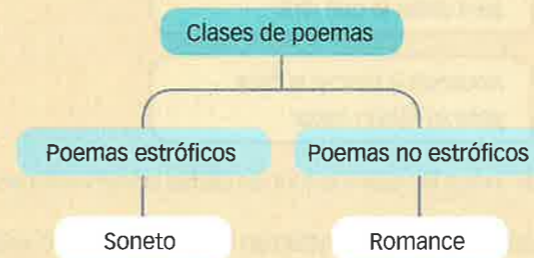 Clases de poemas
Poemas estróficos
Poemas no estróficos
Soneto
Romance